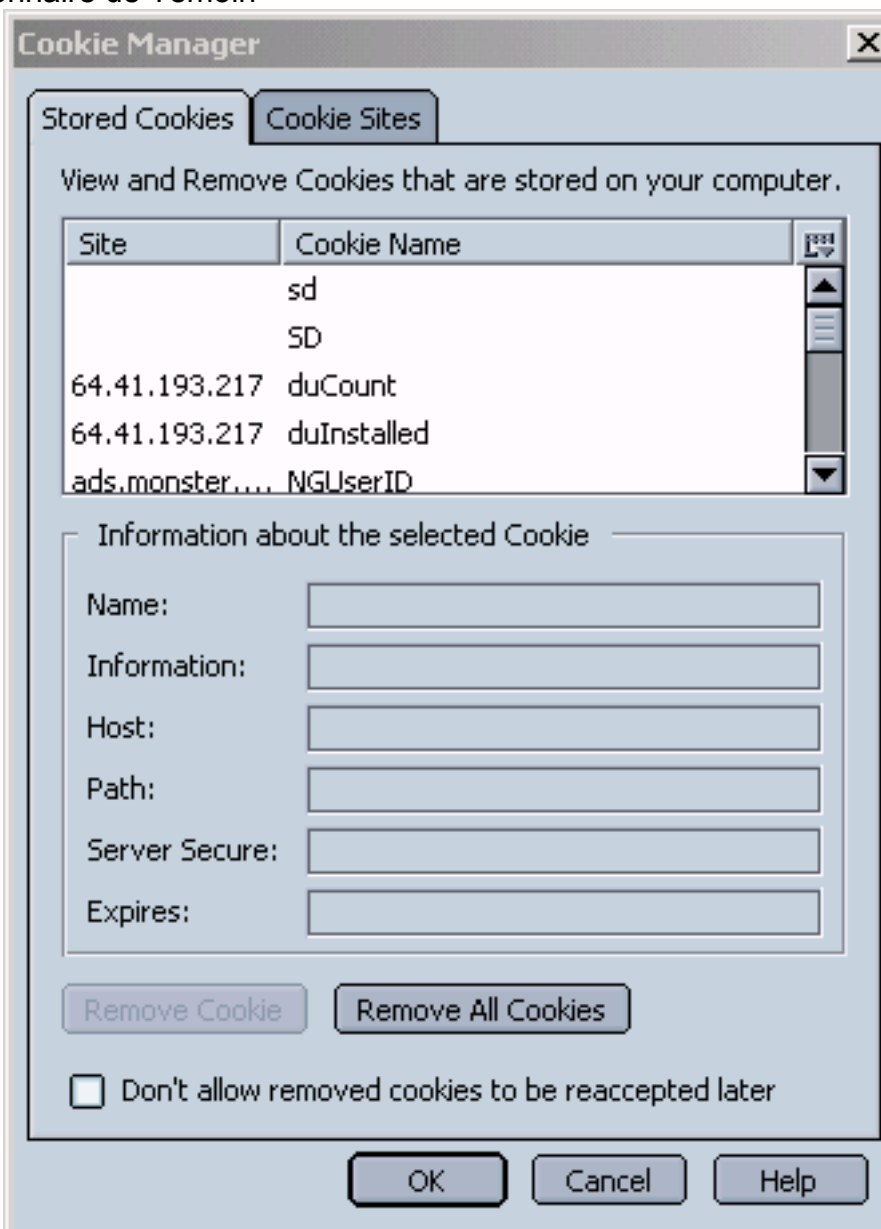 de Témoin
Cookie Manager
Stored Cookies Cookie Sites
View and Remove Cookies that are stored on your computer.
Site Cookie Name
sd
SD
64.41.193.217 duCount
64.41.193.217 duInstalled
ads.monster.... NGUserID
Information about the selected Cookie
Name:
Information:
Host:
Path:
Server Secure:
Expires:
Remove Cookie Remove All Cookies
Don't allow removed cookies to be reaccepted later
OK Cancel Help